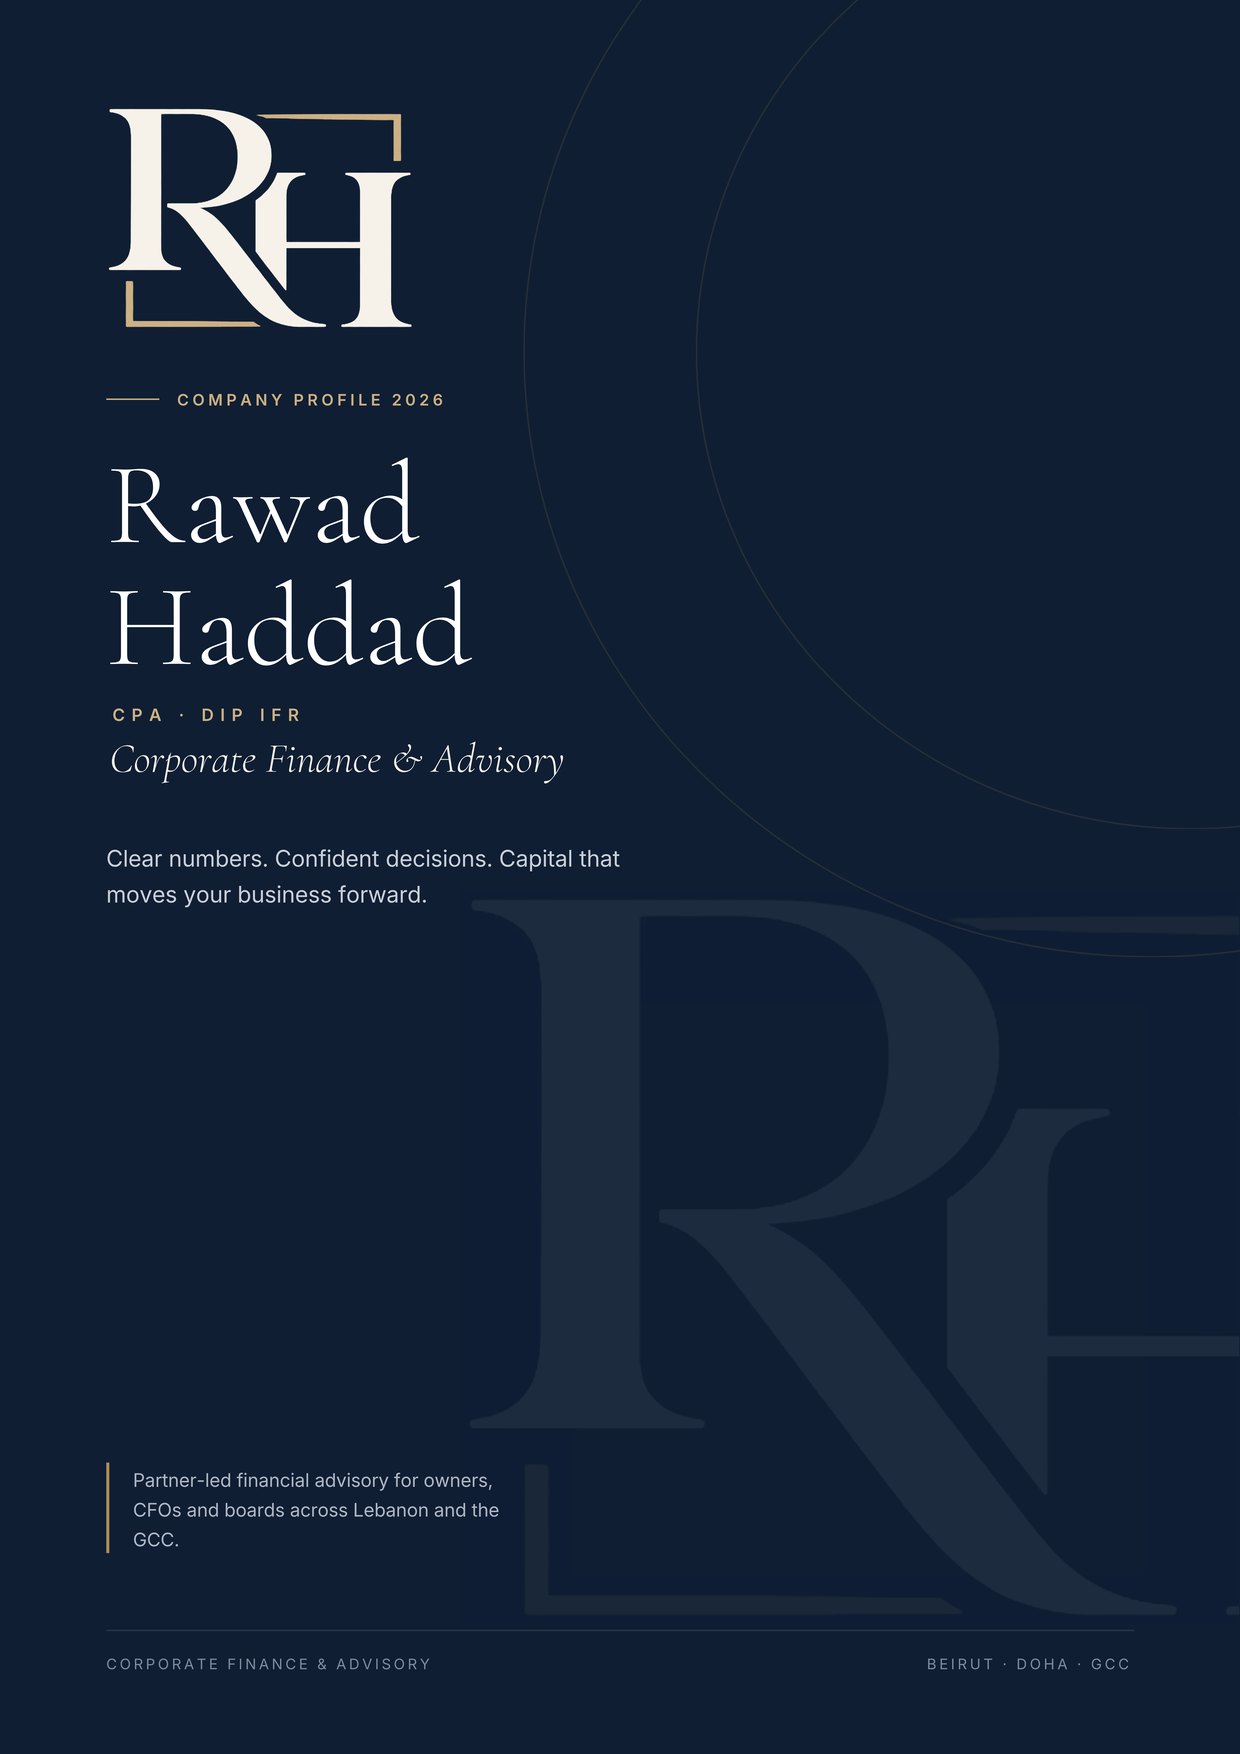 RH
COMPANY PROFILE 2026
Rawad
Haddad
CPA · DIP IFR
Corporate Finance & Advisory
Clear numbers. Confident decisions. Capital that
moves your business forward.
RH
Partner-led financial advisory for owners,
CFOs and boards across Lebanon and the
GCC.
CORPORATE FINANCE & ADVISORY
BEIRUT · DOHA · GCC